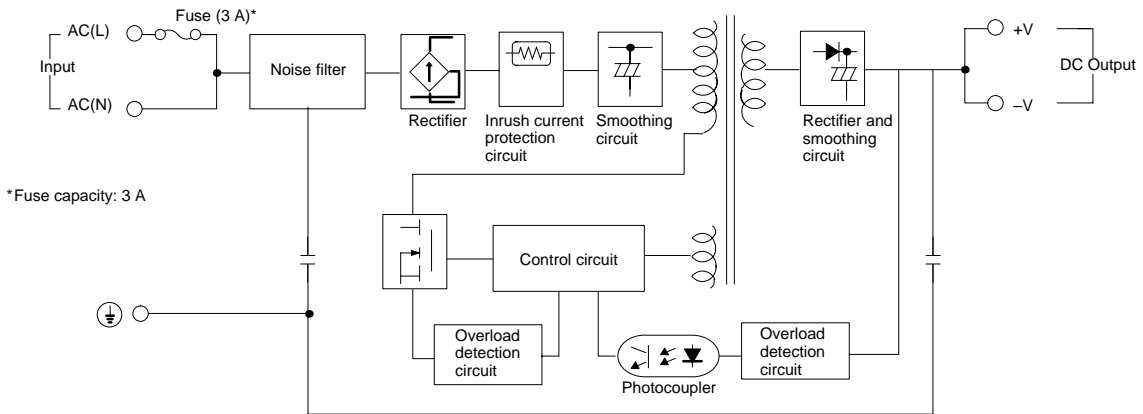 Fuse (3 A)*
AC(L)
Input
AC(N)
Noise filter
Rectifier
Inrush current
protection
circuit
Smoothing
circuit
Rectifier and
smoothing
circuit
+V
DC Output
–V
*Fuse capacity: 3 A
Control circuit
Overload
detection
circuit
Photocoupler
Overload
detection
circuit